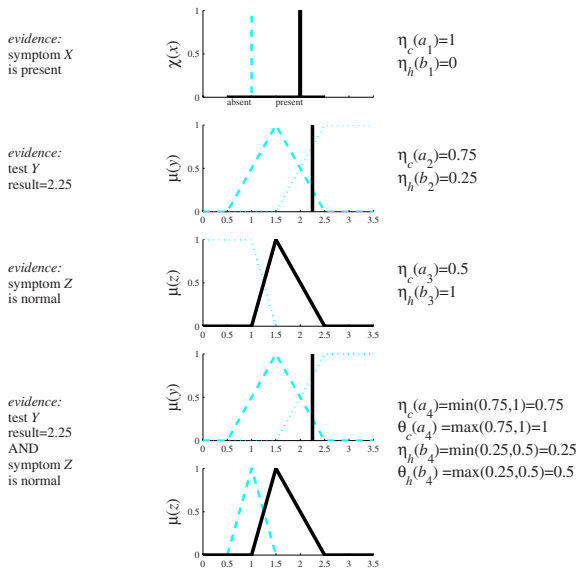 evidence:
symptom X
is present
χ(x)
1
0.5
0
absent present
η_c(a_1)=1
η_h(b_1)=0
evidence:
test Y
result=2.25
μ(y)
1
0.5
0
0 0.5 1 1.5 2 2.5 3 3.5
η_c(a_2)=0.75
η_h(b_2)=0.25
evidence:
symptom Z
is normal
μ(z)
1
0.5
0
0 0.5 1 1.5 2 2.5 3 3.5
η_c(a_3)=0.5
η_h(b_3)=1
evidence:
test Y
result=2.25
AND
symptom Z
is normal
μ(y)
1
0.5
0
0 0.5 1 1.5 2 2.5 3 3.5
μ(z)
1
0.5
0
0 0.5 1 1.5 2 2.5 3 3.5
η_c(a_4)=min(0.75,1)=0.75
θ_c(a_4) =max(0.75,1)=1
η_h(b_4)=min(0.25,0.5)=0.25
θ_h(b_4) =max(0.25,0.5)=0.5